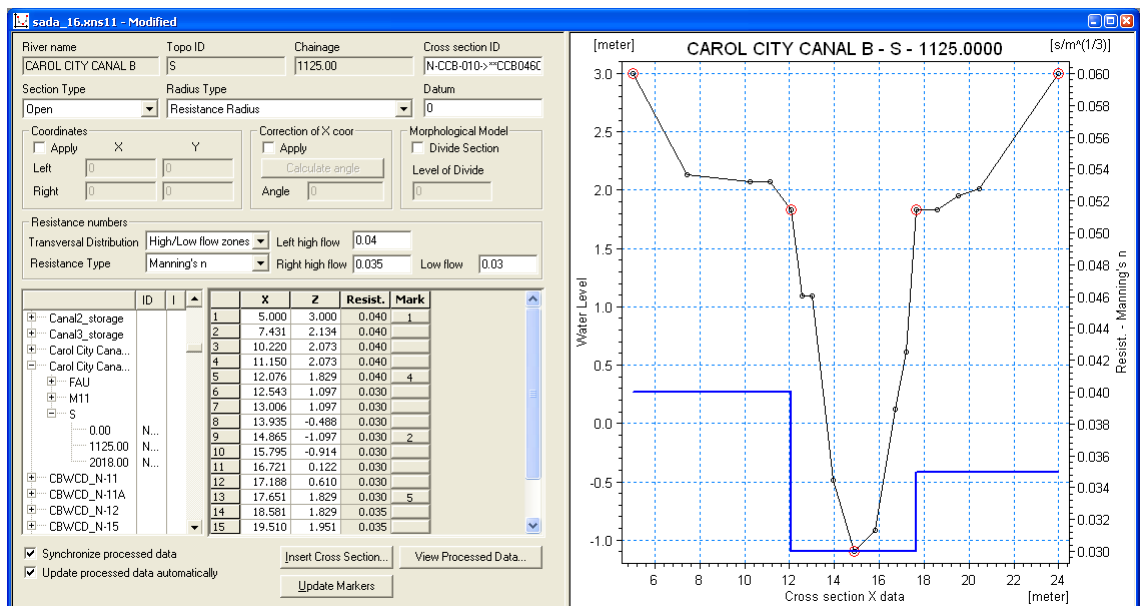 sada_16.xns11 - Modified
River name Topo ID Chainage Cross section ID
CAROL CITY CANAL B S 1125.00 N-CCB-010->**CCB046C
Section Type Radius Type Datum
Open Resistance Radius 0
Coordinates Correction of X coor Morphological Model
Apply X Y Apply Divide Section
Left 0 0 Calculate angle Level of Divide
Right 0 0 Angle 0 0
Resistance numbers
Transversal Distribution High/Low flow zones Left high flow 0.04
Resistance Type Manning's n Right high flow 0.035 Low flow 0.03
ID I
Canal2_storage
Canal3_storage
Carol City Cana...
Carol City Cana...
FAU
M11
S
0.00 N...
1125.00 N...
2018.00 N...
CBWCD_N-11
CBWCD_N-11A
CBWCD_N-12
CBWCD_N-15
X Z Resist. Mark
1 5.000 3.000 0.040 1
2 7.431 2.134 0.040
3 10.220 2.073 0.040
4 11.150 2.073 0.040
5 12.076 1.829 0.040 4
6 12.543 1.097 0.030
7 13.006 1.097 0.030
8 13.935 -0.488 0.030
9 14.865 -1.097 0.030 2
10 15.795 -0.914 0.030
11 16.721 0.122 0.030
12 17.188 0.610 0.030
13 17.651 1.829 0.030 5
14 18.581 1.829 0.035
15 19.510 1.951 0.035
Synchronize processed data
Update processed data automatically
Insert Cross Section... View Processed Data...
Update Markers
[meter] CAROL CITY CANAL B - S - 1125.0000 [s/m^(1/3)]
3.0
2.5
2.0
1.5
1.0
0.5
0.0
-0.5
-1.0
Water Level
0.060
0.058
0.056
0.054
0.052
0.050
0.048
0.046
0.044
0.042
0.040
0.038
0.036
0.034
0.032
0.030
Resist. - Manning's n
6 8 10 12 14 16 18 20 22 24
Cross section X data [meter]